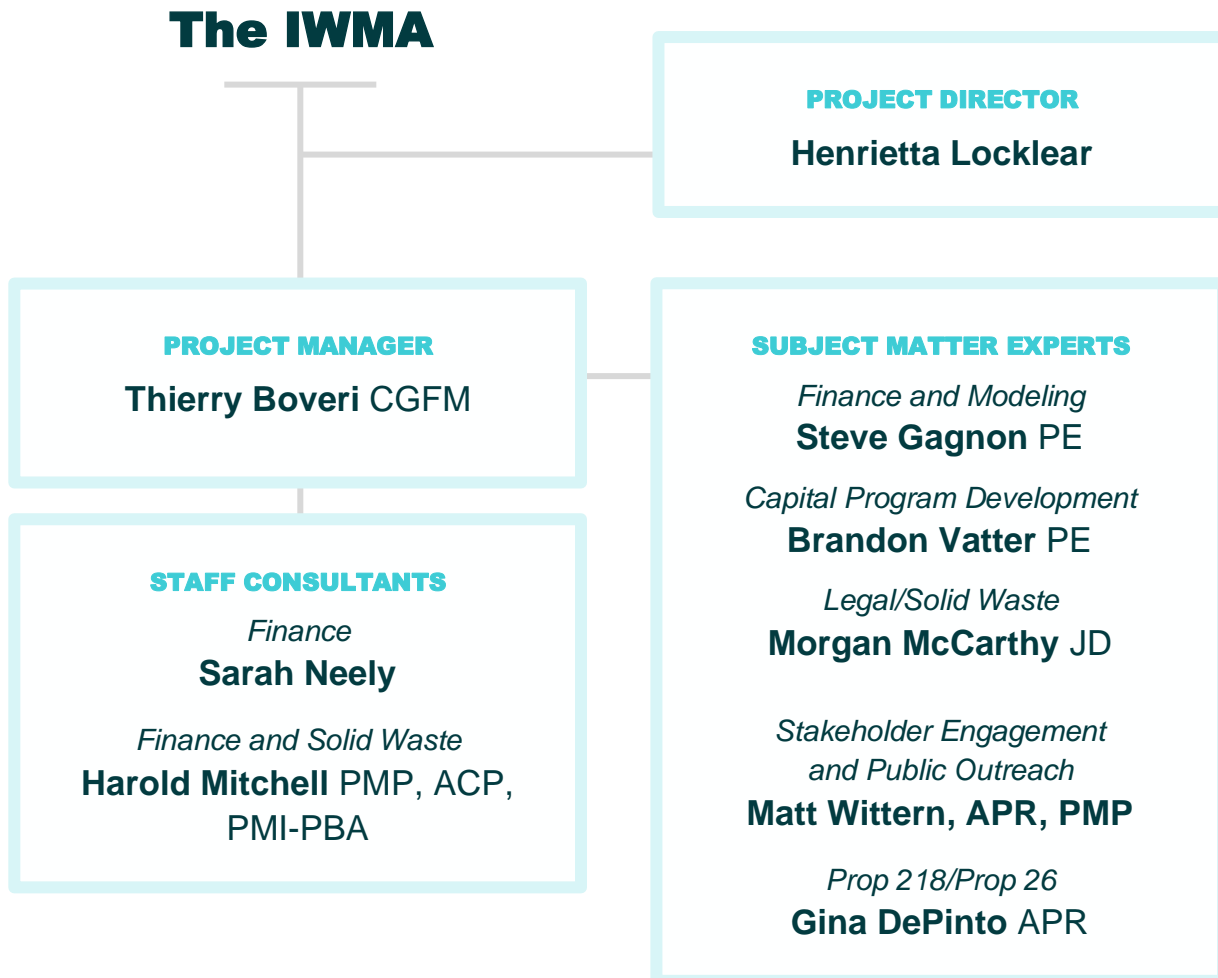 The IWMA
PROJECT DIRECTOR
Henrietta Locklear
PROJECT MANAGER
Thierry Boveri CGFM
STAFF CONSULTANTS
Finance
Sarah Neely
Finance and Solid Waste
Harold Mitchell PMP, ACP,
PMI-PBA
SUBJECT MATTER EXPERTS
Finance and Modeling
Steve Gagnon PE
Capital Program Development
Brandon Vatter PE
Legal/Solid Waste
Morgan McCarthy JD
Stakeholder Engagement
and Public Outreach
Matt Wittern, APR, PMP
Prop 218/Prop 26
Gina DePinto APR